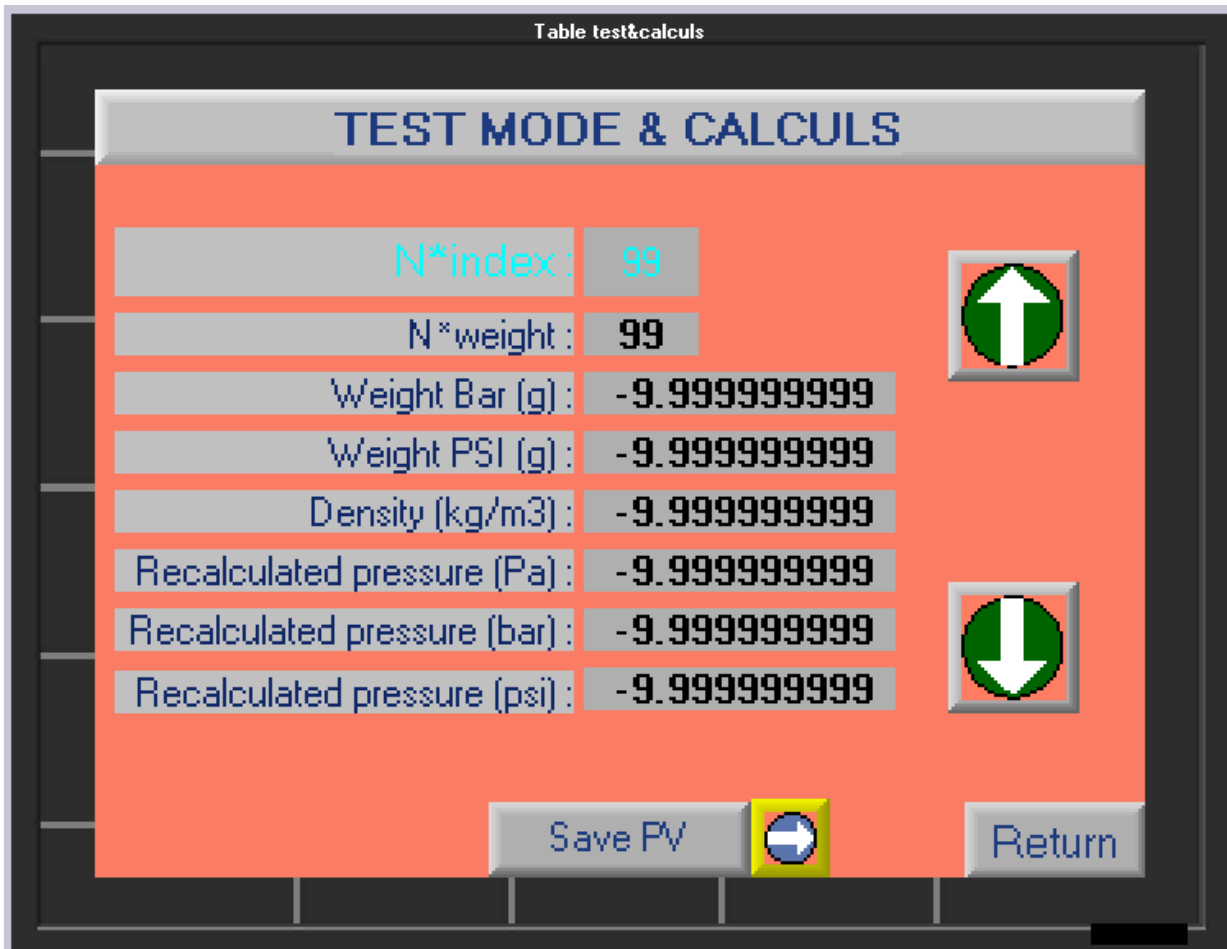 Table test&calculs
TEST MODE & CALCULS
N*index : 99
N*weight : 99
Weight Bar (g) : -9.999999999
Weight PSI (g) : -9.999999999
Density (kg/m3) : -9.999999999
Recalculated pressure (Pa) : -9.999999999
Recalculated pressure (bar) : -9.999999999
Recalculated pressure (psi) : -9.999999999
Save PV
Return